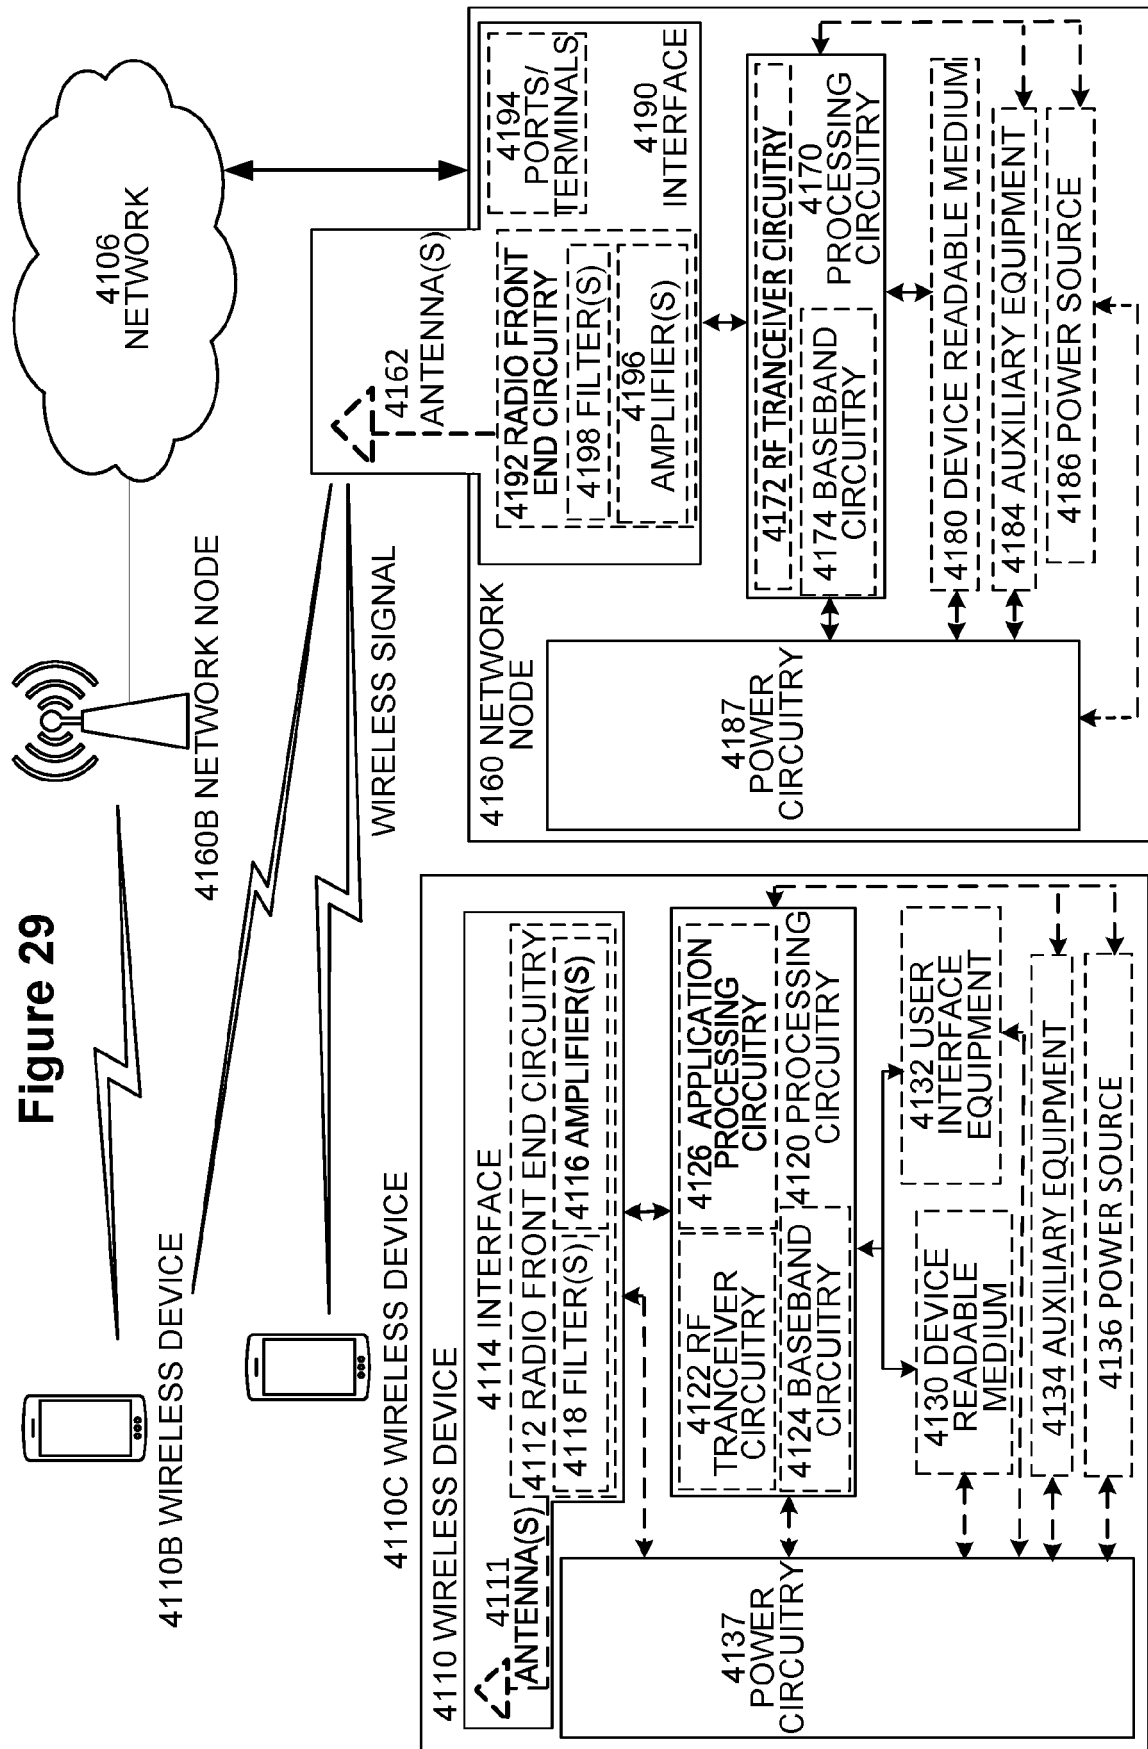 Figure 29
4106
NETWORK
4160B NETWORK NODE
4110B WIRELESS DEVICE
4110C WIRELESS DEVICE
WIRELESS SIGNAL
4110 WIRELESS DEVICE
4111
ANTENNA(S)
4114 INTERFACE
4112 RADIO FRONT END CIRCUITRY
4118 FILTER(S)
4116 AMPLIFIER(S)
4122 RF
TRANCEIVER
CIRCUITRY
4126 APPLICATION
PROCESSING
CIRCUITRY
4124 BASEBAND
CIRCUITRY
4120 PROCESSING
CIRCUITRY
4137
POWER
CIRCUITRY
4130 DEVICE
READABLE
MEDIUM
4132 USER
INTERFACE
EQUIPMENT
4134 AUXILIARY EQUIPMENT
4136 POWER SOURCE
4160 NETWORK
NODE
4162
ANTENNA(S)
4192 RADIO FRONT
END CIRCUITRY
4198 FILTER(S)
4196
AMPLIFIER(S)
4194
PORTS/
TERMINALS
4190
INTERFACE
4172 RF TRANCEIVER CIRCUITRY
4174 BASEBAND
CIRCUITRY
4170
PROCESSING
CIRCUITRY
4187
POWER
CIRCUITRY
4180 DEVICE READABLE MEDIUM
4184 AUXILIARY EQUIPMENT
4186 POWER SOURCE